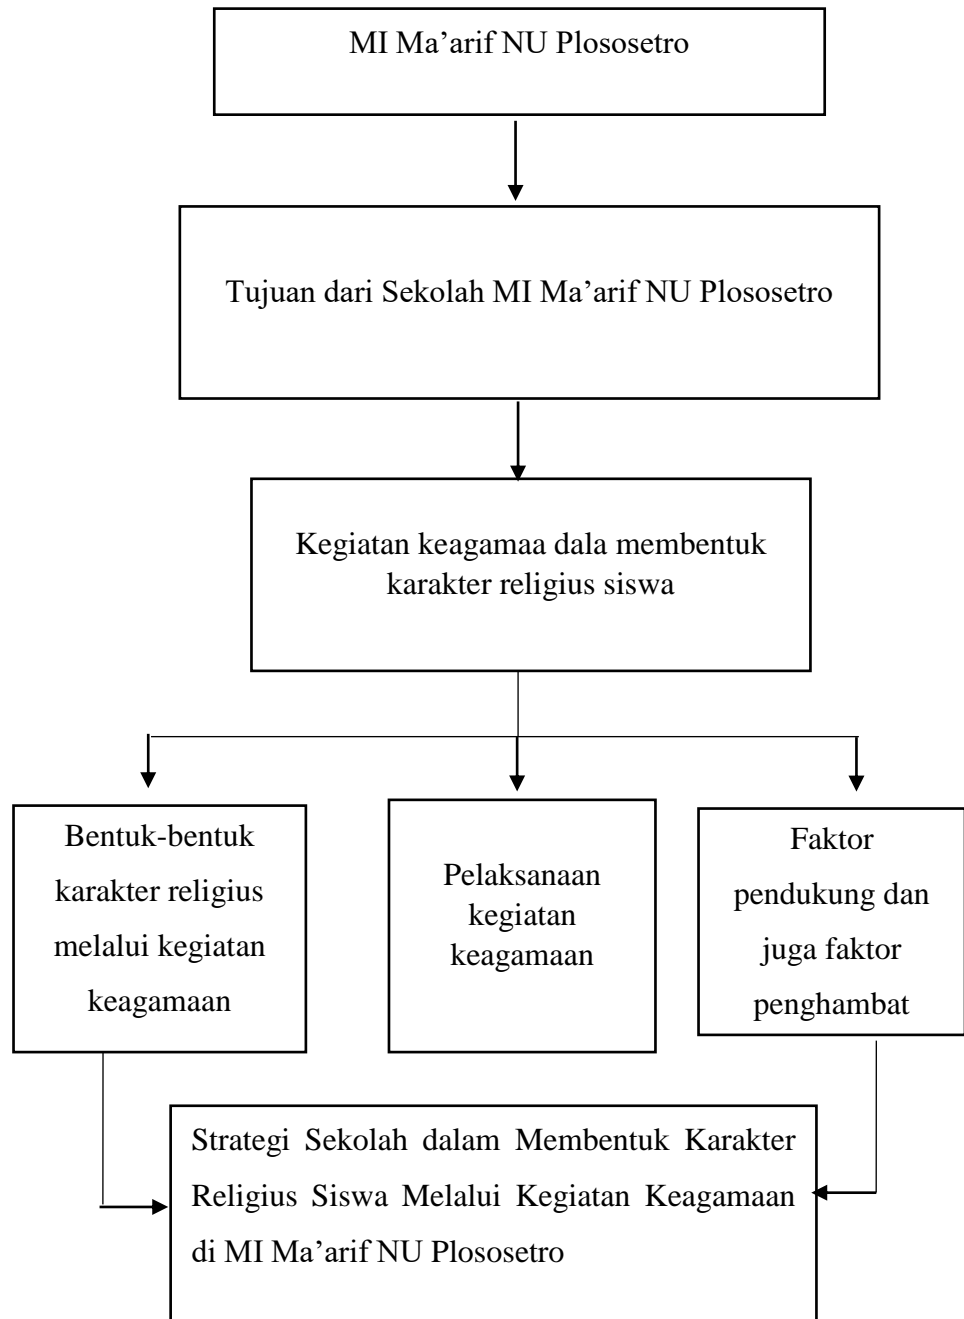 MI Ma’arif NU Plososetro
Tujuan dari Sekolah MI Ma’arif NU Plososetro
Kegiatan keagamaa dala membentuk
karakter religius siswa
Bentuk-bentuk
karakter religius
melalui kegiatan
keagamaan
Pelaksanaan
kegiatan
keagamaan
Faktor
pendukung dan
juga faktor
penghambat
Strategi Sekolah dalam Membentuk Karakter
Religius Siswa Melalui Kegiatan Keagamaan
di MI Ma’arif NU Plososetro